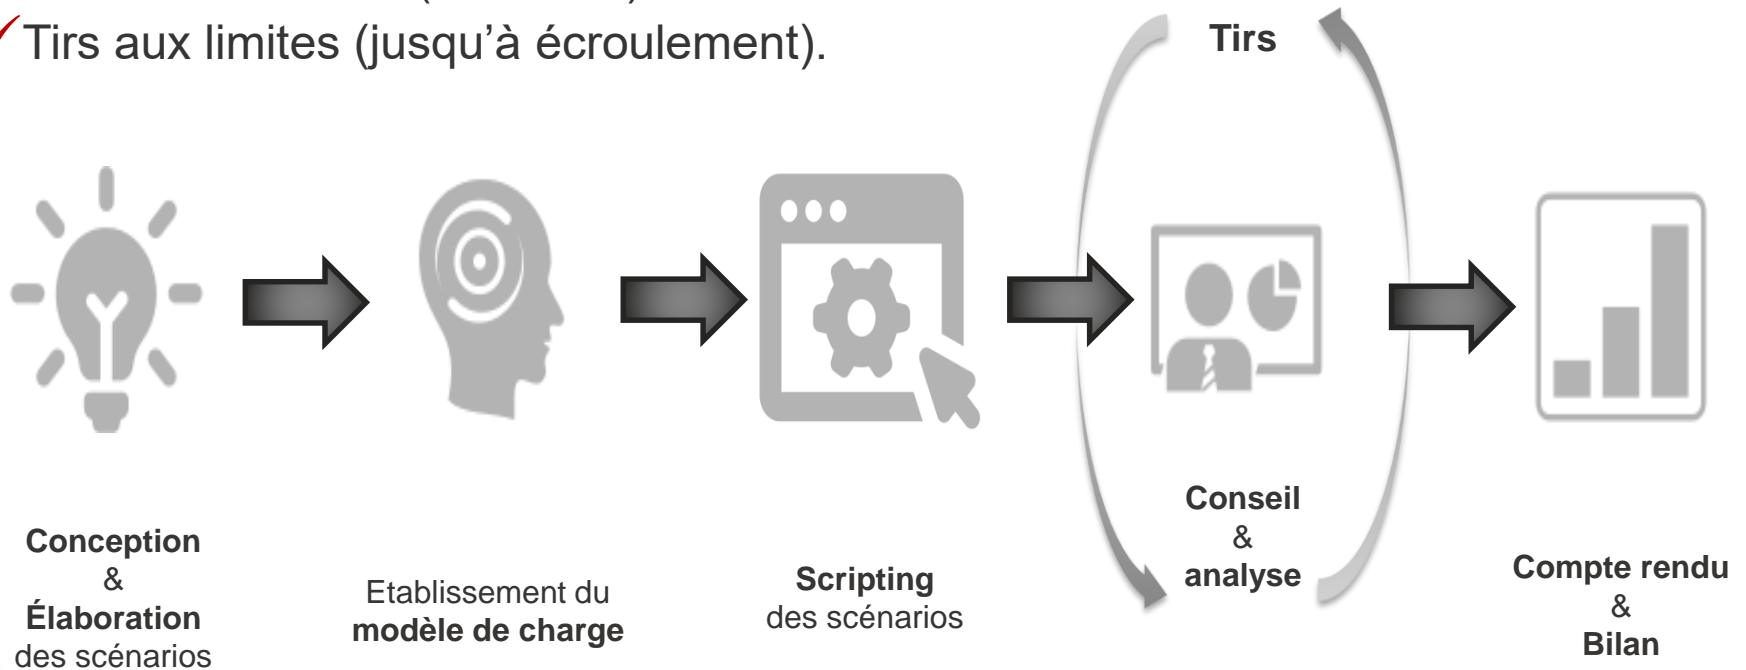 Tirs aux limites (jusqu’à écroulement).
Tirs
Conception
&
Élaboration
des scénarios
Etablissement du
modèle de charge
Scripting
des scénarios
Conseil
&
analyse
Compte rendu
&
Bilan